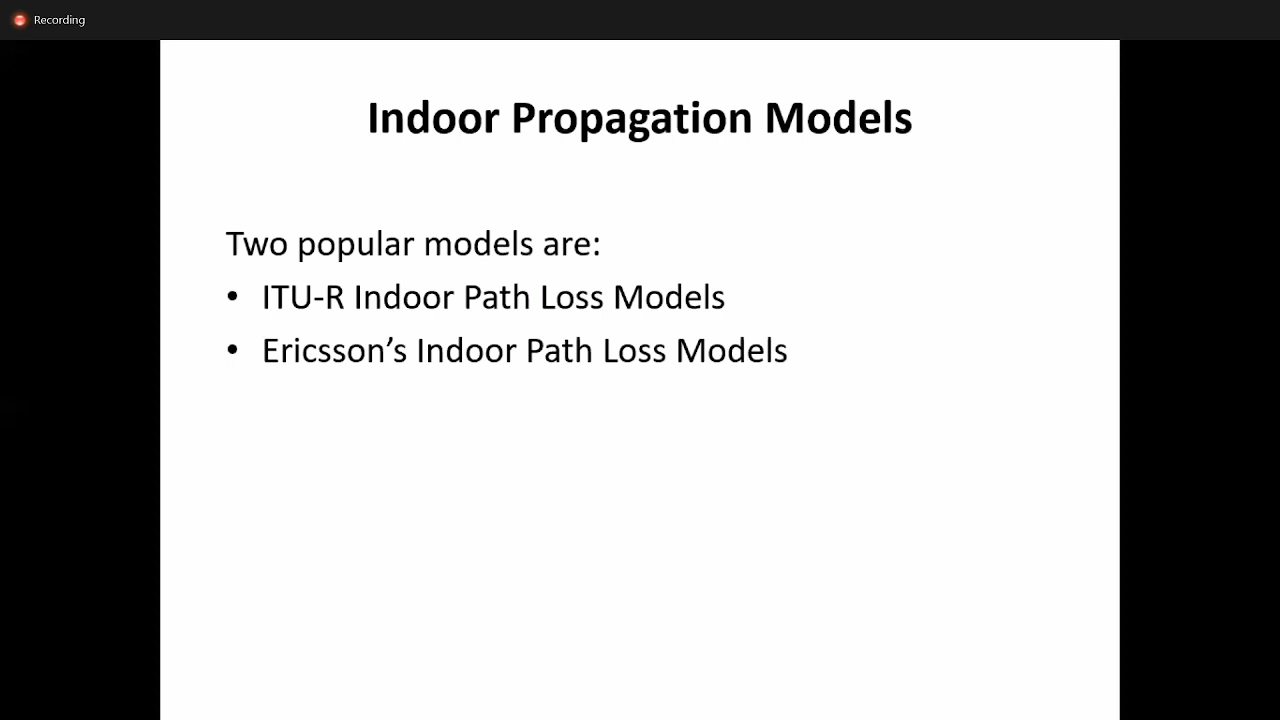 Recording
Indoor Propagation Models
Two popular models are:
• ITU-R Indoor Path Loss Models
• Ericsson’s Indoor Path Loss Models